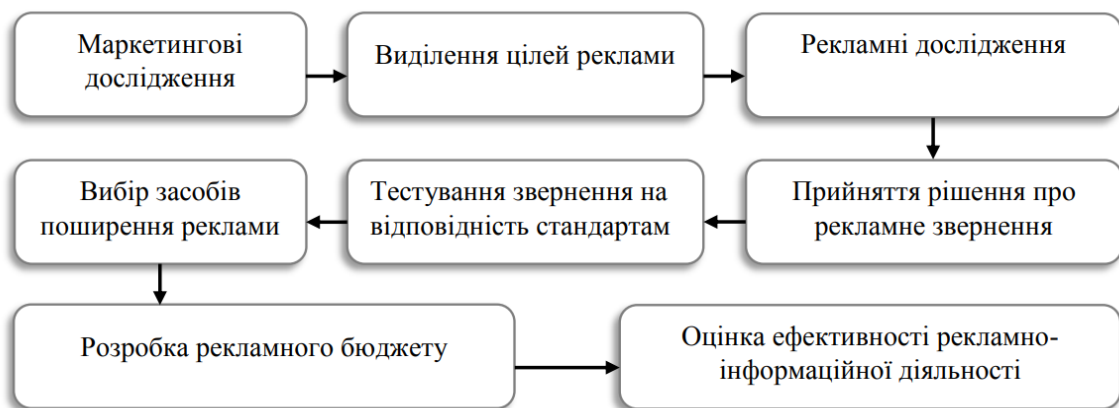 Маркетингові
дослідження
Виділення цілей реклами
Рекламні дослідження
Прийняття рішення про
рекламне звернення
Тестування звернення на
відповідність стандартам
Вибір засобів
поширення реклами
Розробка рекламного бюджету
Оцінка ефективності рекламно-
інформаційної діяльності